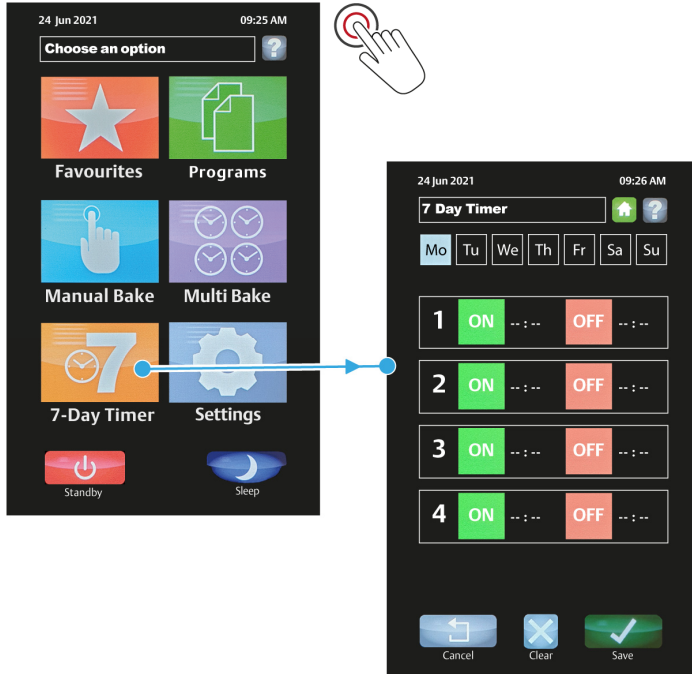 24 Jun 2021 09:25 AM
Choose an option ?
Favourites Programs
Manual Bake Multi Bake
7
7-Day Timer Settings
Standby Sleep
24 Jun 2021 09:26 AM
7 Day Timer ?
Mo Tu We Th Fr Sa Su
1 ON --:-- OFF --:--
2 ON --:-- OFF --:--
3 ON --:-- OFF --:--
4 ON --:-- OFF --:--
Cancel Clear Save